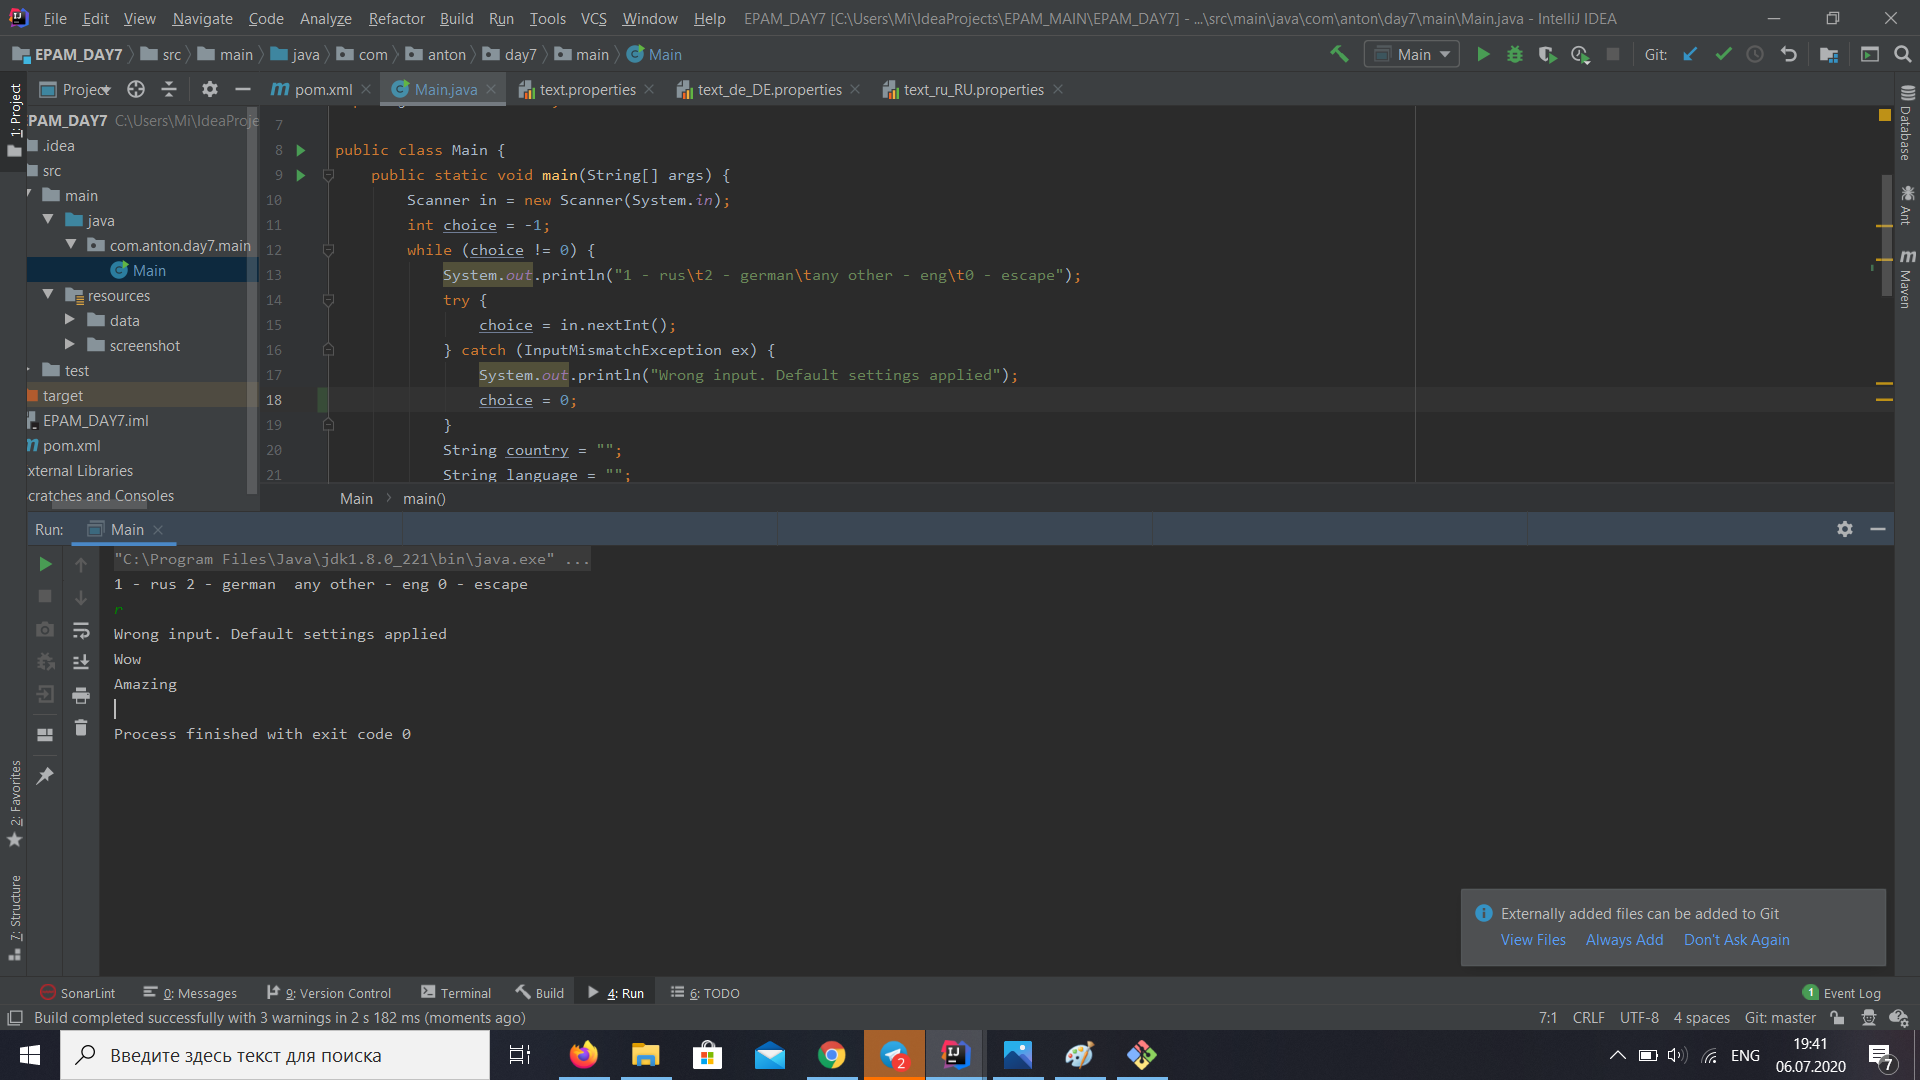 File Edit View Navigate Code Analyze Refactor Build Run Tools VCS Window Help EPAM_DAY7 [C:\Users\Mi\IdeaProjects\EPAM_MAIN\EPAM_DAY7] - ...\src\main\java\com\anton\day7\main\Main.java - IntelliJ IDEA
EPAM_DAY7 src main java com anton day7 main Main Main Git:
1: Project
Project pom.xml Main.java text.properties text_de_DE.properties text_ru_RU.properties
PAM_DAY7 C:\Users\Mi\IdeaProje
.idea
src
main
java
com.anton.day7.main
Main
resources
data
screenshot
test
target
EPAM_DAY7.iml
pom.xml
xternal Libraries
cratches and Consoles
7
8 public class Main {
9 public static void main(String[] args) {
10 Scanner in = new Scanner(System.in);
11 int choice = -1;
12 while (choice != 0) {
13 System.out.println("1 - rus\t2 - german\tany other - eng\t0 - escape");
14 try {
15 choice = in.nextInt();
16 } catch (InputMismatchException ex) {
17 System.out.println("Wrong input. Default settings applied");
18 choice = 0;
19 }
20 String country = "";
21 String language = "";
Main main()
Database
Ant
Maven
Run: Main
"C:\Program Files\Java\jdk1.8.0_221\bin\java.exe" ...
1 - rus 2 - german any other - eng 0 - escape
r
Wrong input. Default settings applied
Wow
Amazing
Process finished with exit code 0
2: Favorites
7: Structure
Externally added files can be added to Git
View Files Always Add Don't Ask Again
SonarLint 0: Messages 9: Version Control Terminal Build 4: Run 6: TODO 1 Event Log
Build completed successfully with 3 warnings in 2 s 182 ms (moments ago) 7:1 CRLF UTF-8 4 spaces Git: master
Введите здесь текст для поиска 2 ENG 19:41
06.07.2020 7